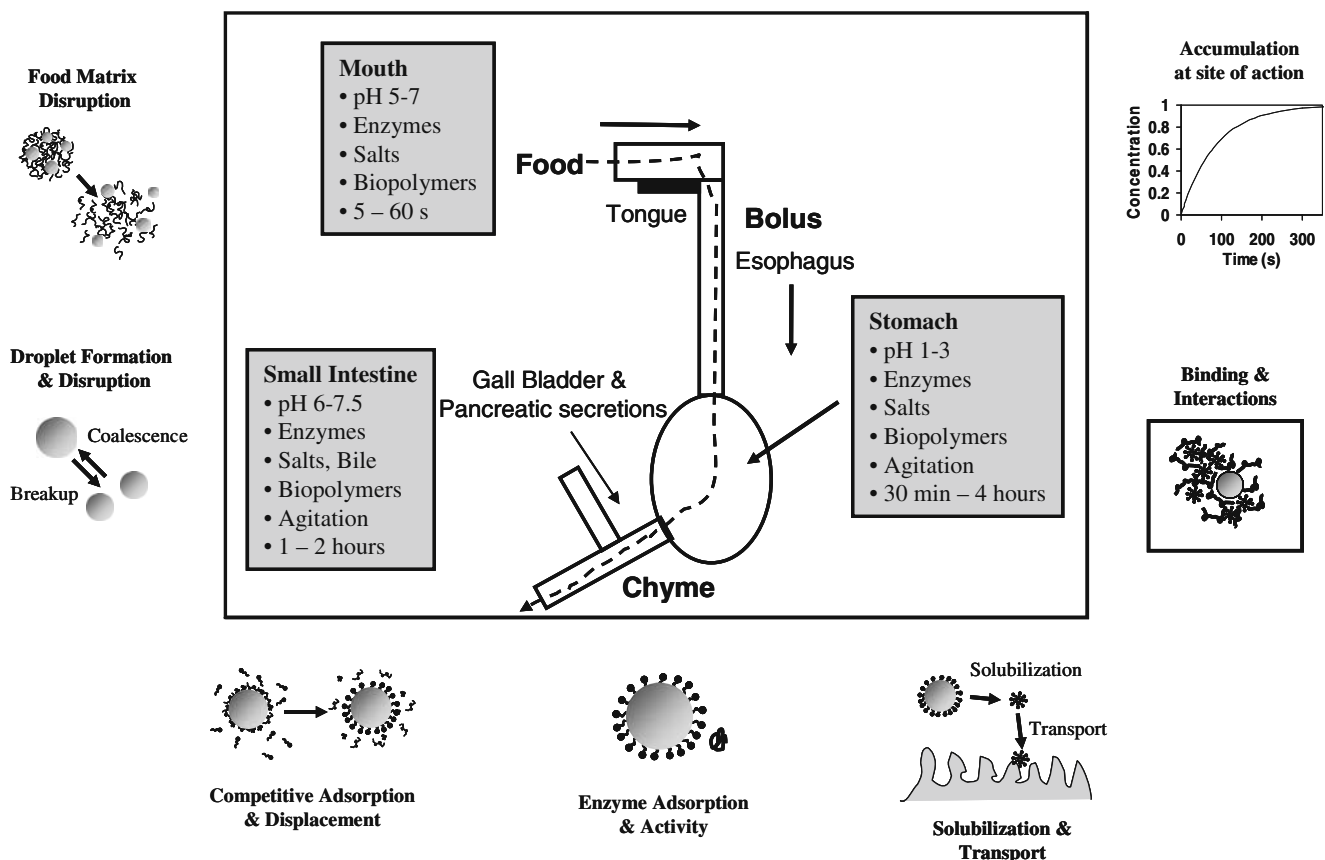 Food Matrix
Disruption
Droplet Formation
& Disruption
Coalescence
Breakup
Mouth
• pH 5-7
• Enzymes
• Salts
• Biopolymers
• 5 – 60 s
Food
Tongue
Bolus
Esophagus
Stomach
• pH 1-3
• Enzymes
• Salts
• Biopolymers
• Agitation
• 30 min – 4 hours
Small Intestine
• pH 6-7.5
• Enzymes
• Salts, Bile
• Biopolymers
• Agitation
• 1 – 2 hours
Gall Bladder &
Pancreatic secretions
Chyme
Accumulation
at site of action
Concentration
1
0.8
0.6
0.4
0.2
0
0 100 200 300
Time (s)
Binding &
Interactions
Competitive Adsorption
& Displacement
Enzyme Adsorption
& Activity
Solubilization
Transport
Solubilization &
Transport